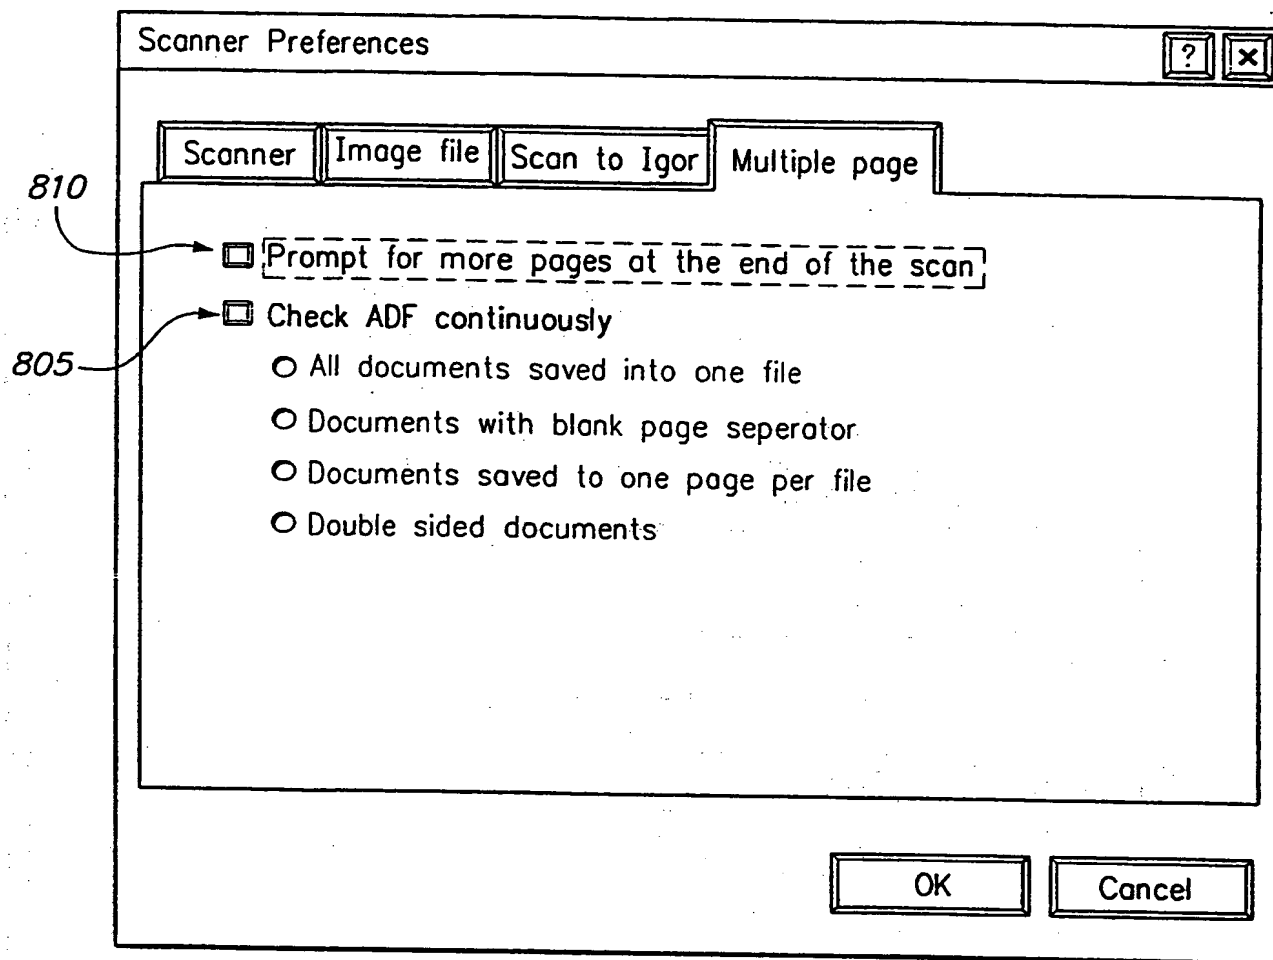 Scanner Preferences
?
×
Scanner
Image file
Scan to Igor
Multiple page
810
Prompt for more pages at the end of the scan
805
Check ADF continuously
All documents saved into one file
Documents with blank page seperator
Documents saved to one page per file
Double sided documents
OK
Cancel